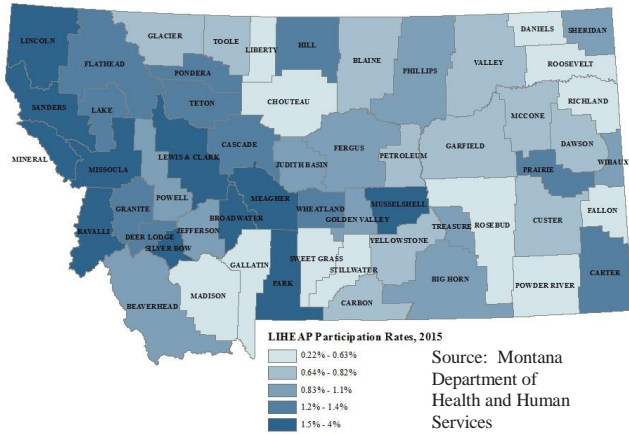 LINCOLN
GLACIER
TOOLE
LIBERTY
HILL
BLAINE
PHILLIPS
VALLEY
DANIELS
SHERIDAN
ROOSEVELT
FLATHEAD
PONDERA
CHOUTEAU
RICHLAND
SANDERS
LAKE
TETON
MCCONE
MINERAL
MISSOULA
LEWIS & CLARK
CASCADE
JUDITH BASIN
FERGUS
PETROLEUM
GARFIELD
DAWSON
PRAIRIE
WIBAUX
POWELL
MEAGHER
WHEATLAND
GOLDEN VALLEY
MUSSELSHELL
TREASURE
ROSEBUD
CUSTER
FALLON
RAVALLI
GRANITE
DEER LODGE
SILVER BOW
JEFFERSON
BROADWATER
GALLATIN
PARK
SWEET GRASS
STILLWATER
YELLOWSTONE
BIG HORN
POWDER RIVER
CARTER
BEAVERHEAD
MADISON
CARBON
LIHEAP Participation Rates, 2015
0.22% - 0.63%
0.64% - 0.82%
0.83% - 1.1%
1.2% - 1.4%
1.5% - 4%
Source: Montana
Department of
Health and Human
Services